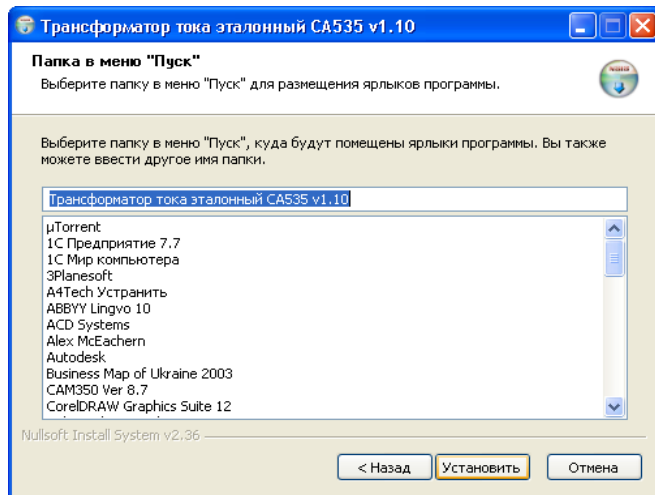 Трансформатор тока эталонный СА535 v1.10
Папка в меню "Пуск"
Выберите папку в меню "Пуск" для размещения ярлыков программы.
Выберите папку в меню "Пуск", куда будут помещены ярлыки программы. Вы также
можете ввести другое имя папки.
Трансформатор тока эталонный СА535 v1.10
µTorrent
1С Предприятие 7.7
1С Мир компьютера
3Planesoft
A4Tech Устранить
ABBYY Lingvo 10
ACD Systems
Alex McEachern
Autodesk
Business Map of Ukraine 2003
CAM350 Ver 8.7
CorelDRAW Graphics Suite 12
Nullsoft Install System v2.36
< Назад
Установить
Отмена